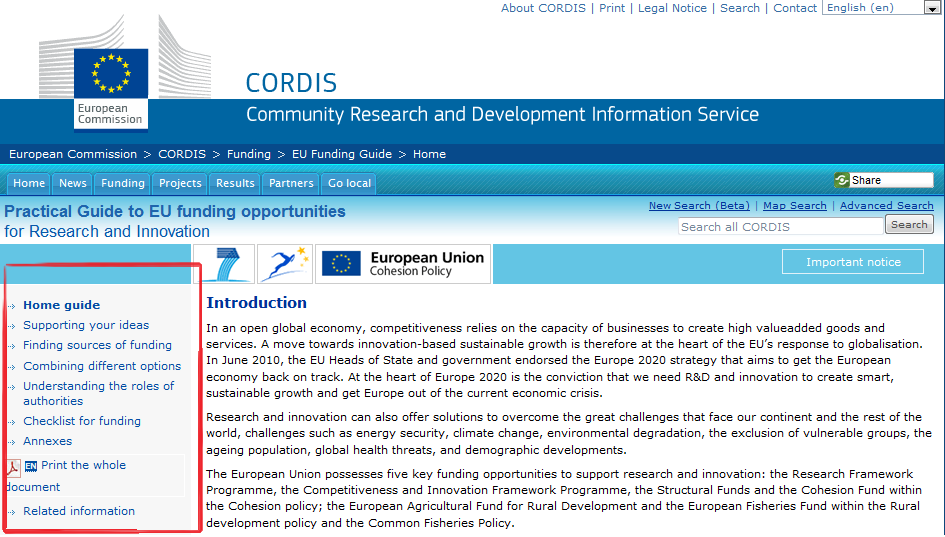 About CORDIS | Print | Legal Notice | Search | Contact English (en)
European
Commission
CORDIS
Community Research and Development Information Service
European Commission > CORDIS > Funding > EU Funding Guide > Home
Home News Funding Projects Results Partners Go local
Share
Practical Guide to EU funding opportunities
for Research and Innovation
New Search (Beta) | Map Search | Advanced Search
Search all CORDIS Search
7
European Union
Cohesion Policy
Important notice
Home guide
Supporting your ideas
Finding sources of funding
Combining different options
Understanding the roles of
authorities
Checklist for funding
Annexes
EN Print the whole
document
Related information
Introduction
In an open global economy, competitiveness relies on the capacity of businesses to create high valueadded goods and
services. A move towards innovation-based sustainable growth is therefore at the heart of the EU's response to globalisation.
In June 2010, the EU Heads of State and government endorsed the Europe 2020 strategy that aims to get the European
economy back on track. At the heart of Europe 2020 is the conviction that we need R&D and innovation to create smart,
sustainable growth and get Europe out of the current economic crisis.
Research and innovation can also offer solutions to overcome the great challenges that face our continent and the rest of the
world, challenges such as energy security, climate change, environmental degradation, the exclusion of vulnerable groups, the
ageing population, global health threats, and demographic developments.
The European Union possesses five key funding opportunities to support research and innovation: the Research Framework
Programme, the Competitiveness and Innovation Framework Programme, the Structural Funds and the Cohesion Fund within
the Cohesion policy; the European Agricultural Fund for Rural Development and the European Fisheries Fund within the Rural
development policy and the Common Fisheries Policy.